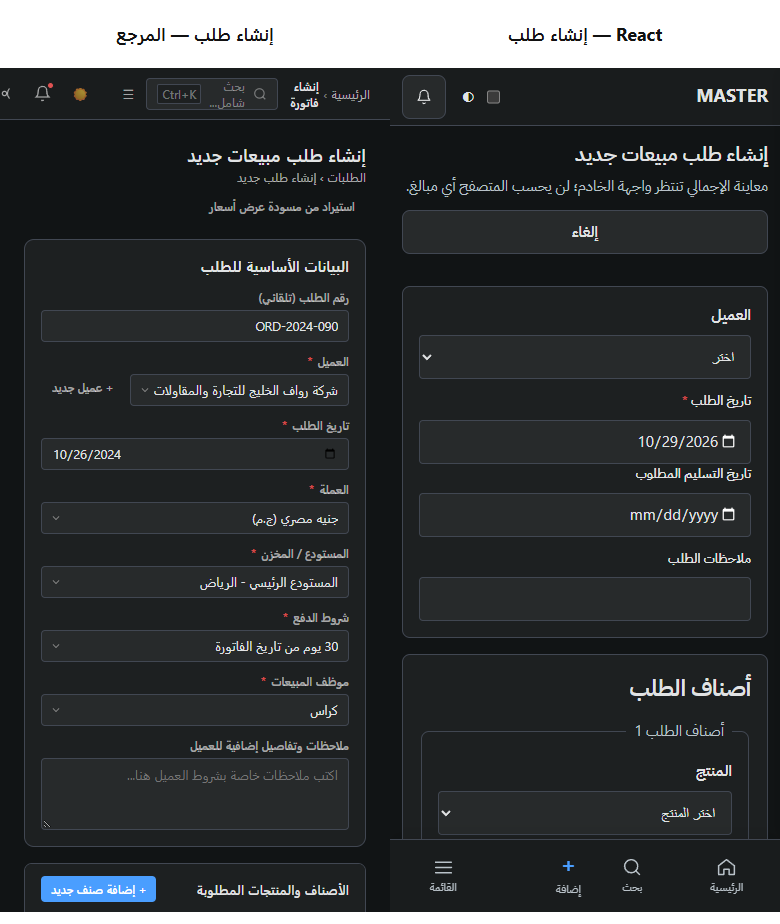 إنشاء طلب — React
MASTER
إنشاء طلب مبيعات جديد
معاينة الإجمالي تنتظر واجهة الخادم؛ لن يحسب المتصفح أي مبالغ.
إلغاء
العميل
اختر
تاريخ الطلب *
10/29/2026
تاريخ التسليم المطلوب
mm/dd/yyyy
ملاحظات الطلب
أصناف الطلب
أصناف الطلب 1
المنتج
اختر المنتج
الرئيسية
بحث
إضافة
القائمة
إنشاء طلب — المرجع
الرئيسية › إنشاء فاتورة
بحث شامل...
Ctrl+K
إنشاء طلب مبيعات جديد
الطلبات › إنشاء طلب جديد
استيراد من مسودة عرض أسعار
البيانات الأساسية للطلب
رقم الطلب (تلقائي)
ORD-2024-090
العميل *
شركة رواف الخليج للتجارة والمقاولات
+ عميل جديد
تاريخ الطلب *
10/26/2024
العملة *
جنيه مصري (ج.م)
المستودع / المخزن *
المستودع الرئيسي - الرياض
شروط الدفع *
30 يوم من تاريخ الفاتورة
موظف المبيعات *
كراس
ملاحظات وتفاصيل إضافية للعميل
اكتب ملاحظات خاصة بشروط العميل هنا...
الأصناف والمنتجات المطلوبة
+ إضافة صنف جديد